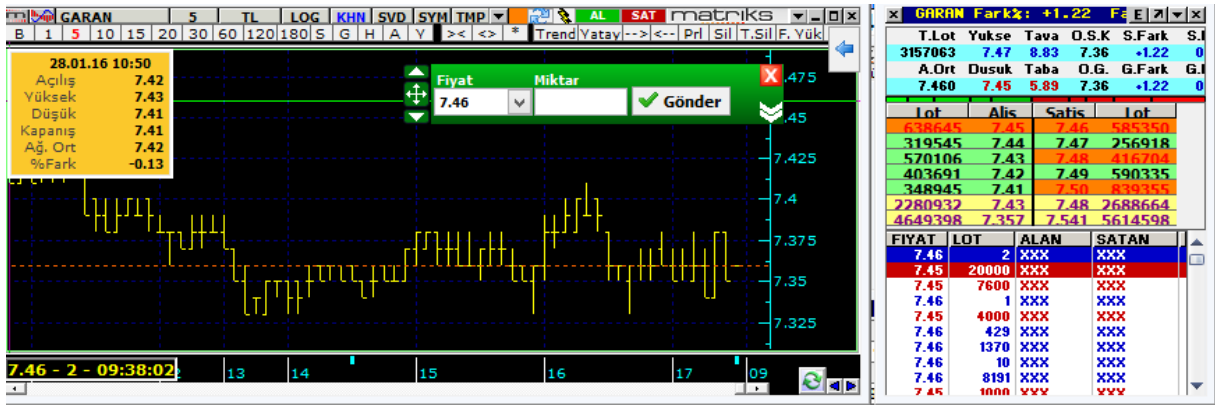 GARAN 5 TL LOG KHN SVD SYM TMP AL SAT matriks
B 1 5 10 15 20 30 60 120 180 S G H A Y >< <> * Trend Yatay --> <-- Prl Sil T.Sil F. Yük
28.01.16 10:50
Açılış 7.42
Yüksek 7.43
Düşük 7.41
Kapanış 7.41
Ağ. Ort 7.42
%Fark -0.13
Fiyat Miktar X
7.46 Gönder
.475
.45
7.425
7.4
7.375
7.35
7.325
7.46 - 2 - 09:38:02
13 14 15 16 17 09
GARAN Fark%: +1.22 Fa E
T.Lot Yukse Tava O.S.K S.Fark
3157063 7.47 8.83 7.36 +1.22 0
A.Ort Dusuk Taba O.G. G.Fark
7.460 7.45 5.89 7.36 +1.22 0
Lot Alis Satis Lot
638645 7.45 7.46 585350
319545 7.44 7.47 256918
570106 7.43 7.48 416704
403691 7.42 7.49 590335
348945 7.41 7.50 839355
2280932 7.43 7.48 2688664
4649398 7.357 7.541 5614598
FIYAT LOT ALAN SATAN
7.46 2 XXX XXX
7.45 20000 XXX XXX
7.45 7600 XXX XXX
7.46 1 XXX XXX
7.45 4000 XXX XXX
7.46 429 XXX XXX
7.46 1370 XXX XXX
7.46 10 XXX XXX
7.46 8191 XXX XXX
7.45 1000 XXX XXX